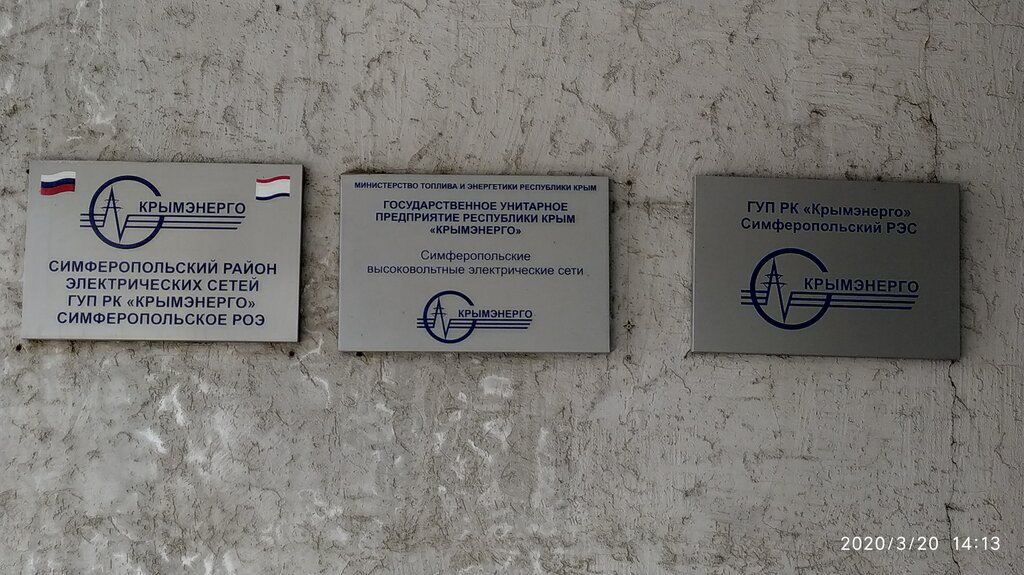 КРЫМЭНЕРГО
СИМФЕРОПОЛЬСКИЙ РАЙОН
ЭЛЕКТРИЧЕСКИХ СЕТЕЙ
ГУП РК «КРЫМЭНЕРГО»
СИМФЕРОПОЛЬСКОЕ РОЭ
МИНИСТЕРСТВО ТОПЛИВА И ЭНЕРГЕТИКИ РЕСПУБЛИКИ КРЫМ
ГОСУДАРСТВЕННОЕ УНИТАРНОЕ
ПРЕДПРИЯТИЕ РЕСПУБЛИКИ КРЫМ
«КРЫМЭНЕРГО»
Симферопольские
высоковольтные электрические сети
КРЫМЭНЕРГО
ГУП РК «Крымэнерго»
Симферопольский РЭС
КРЫМЭНЕРГО
2020/3/20 14:13